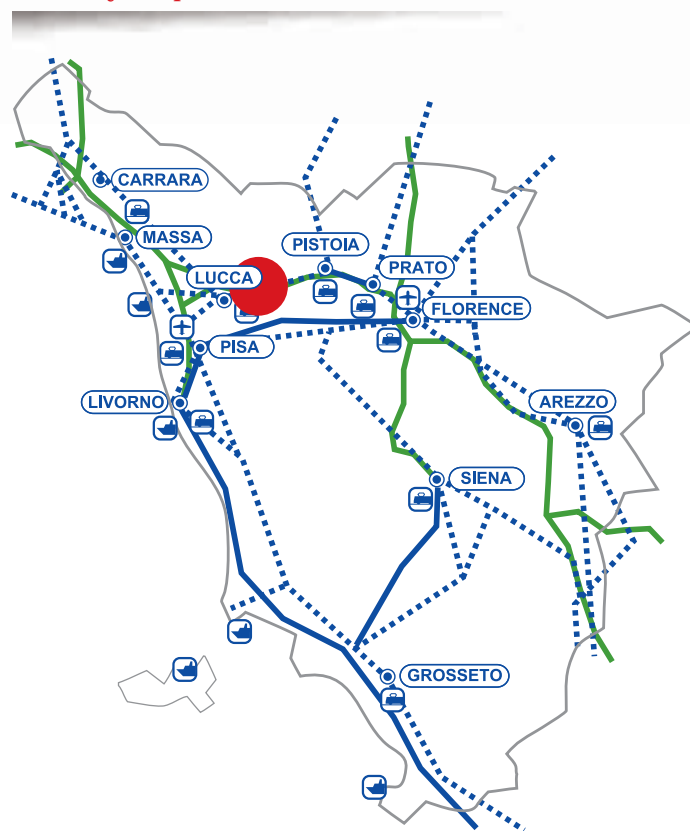 CARRARA
MASSA
PISTOIA
LUCCA
PRATO
FLORENCE
PISA
LIVORNO
AREZZO
SIENA
GROSSETO